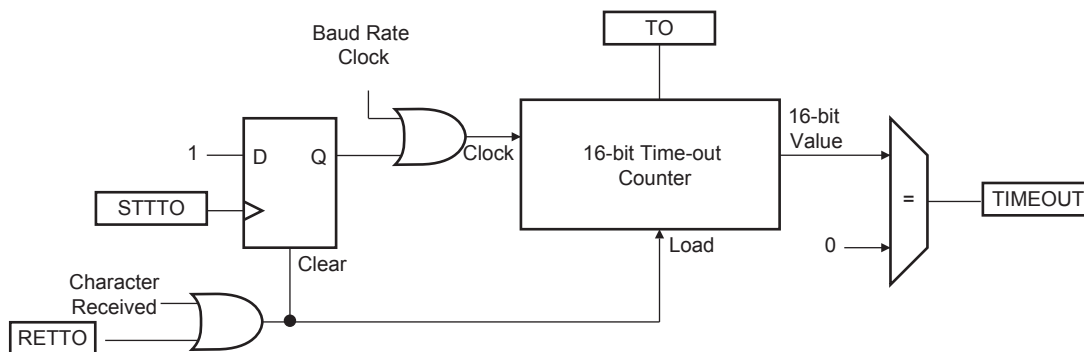 Baud Rate
Clock
TO
1
D
Q
Clock
16-bit Time-out
Counter
16-bit
Value
=
TIMEOUT
STTTO
Clear
Load
0
Character
Received
RETTO